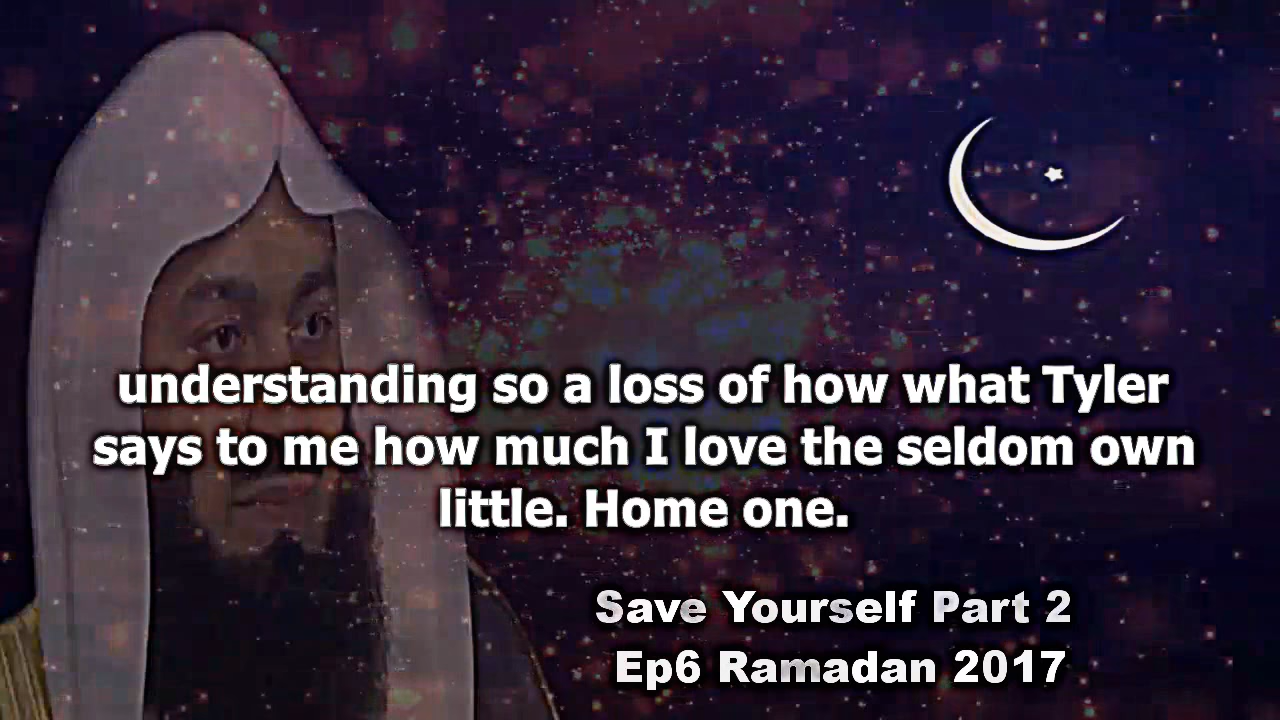 understanding so a loss of how what Tyler
says to me how much I love the seldom own
little. Home one.
Save Yourself Part 2
Ep6 Ramadan 2017